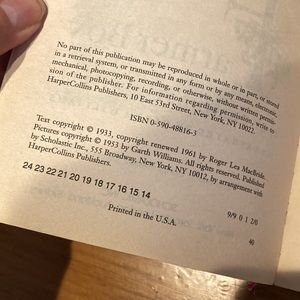 No part of this publication may be reproduced in whole or in part, or stored
in a retrieval system, or transmitted in any form or by any means, electronic,
mechanical, photocopying, recording, or otherwise, without written permis-
sion of the publisher. For information regarding permission, write to
HarperCollins Publishers, 10 East 53rd Street, New York, NY 10022.
ISBN 0-590-48816-3
Text copyright © 1933, copyright renewed 1961 by Roger Lea MacBride.
Pictures copyright © 1953 by Garth Williams. All rights reserved. Published
by Scholastic Inc., 555 Broadway, New York, NY 10012, by arrangement with
HarperCollins Publishers.
24 23 22 21 20 19 18 17 16 15 14
9/9 0 1 2/0
Printed in the U.S.A.
40